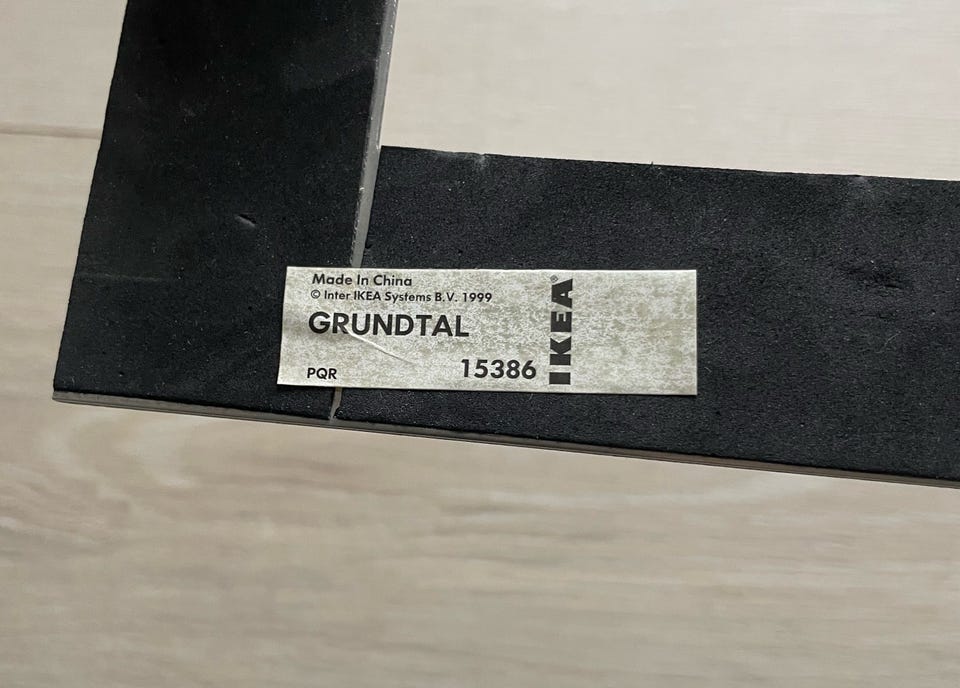 Made In China
© Inter IKEA Systems B.V. 1999
GRUNDTAL
PQR 15386
IKEA®